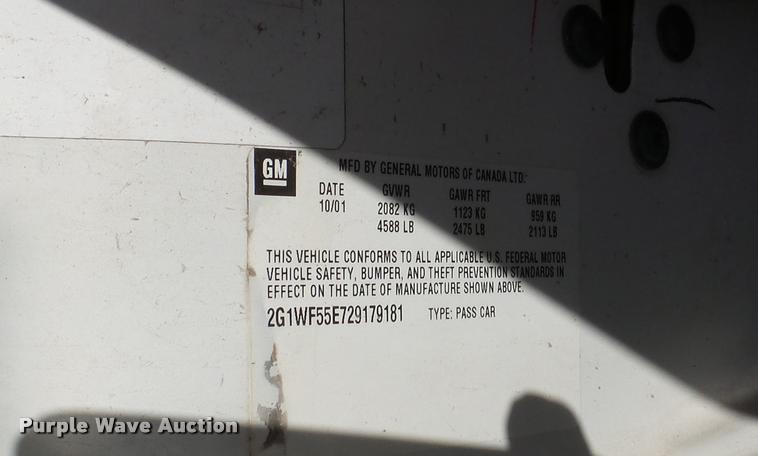 GM
MFD BY GENERAL MOTORS OF CANADA LTD.
DATE GVWR GAWR FRT GAWR RR
10/01 2082 KG 1123 KG 959 KG
4588 LB 2475 LB 2113 LB
THIS VEHICLE CONFORMS TO ALL APPLICABLE U.S. FEDERAL MOTOR
VEHICLE SAFETY, BUMPER, AND THEFT PREVENTION STANDARDS IN
EFFECT ON THE DATE OF MANUFACTURE SHOWN ABOVE.
2G1WF55E729179181 TYPE: PASS CAR
Purple Wave Auction